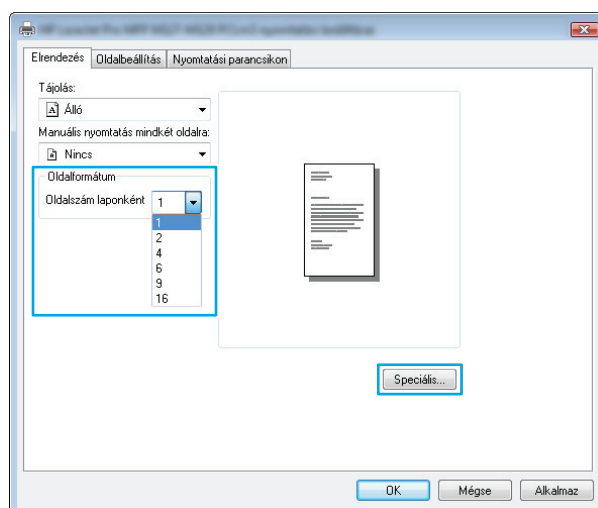 Elrendezés Oldalbeállítás Nyomtatási parancsikon
Tájolás:
Álló
Manuális nyomtatás mindkét oldalra:
Nincs
Oldalformátum
Oldalszám laponként 1
1
2
4
6
9
16
Speciális...
OK Mégse Alkalmaz